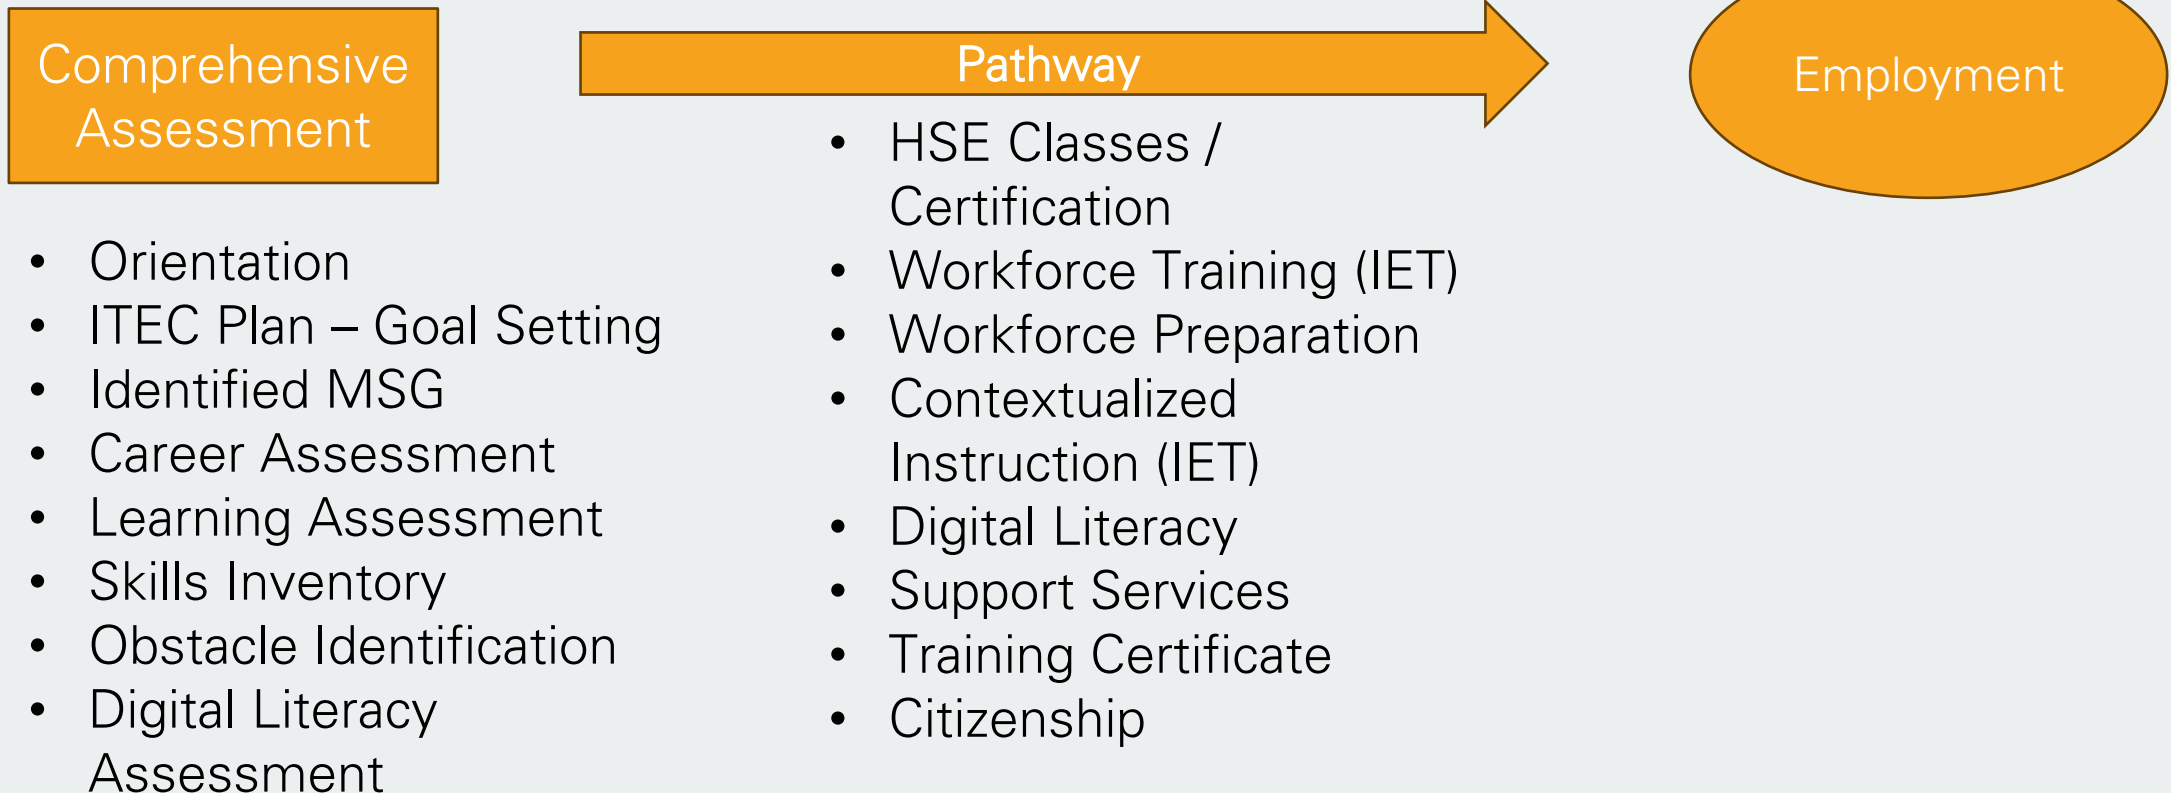 Comprehensive
Assessment
• Orientation
• ITEC Plan – Goal Setting
• Identified MSG
• Career Assessment
• Learning Assessment
• Skills Inventory
• Obstacle Identification
• Digital Literacy
Assessment
Pathway
• HSE Classes /
Certification
• Workforce Training (IET)
• Workforce Preparation
• Contextualized
Instruction (IET)
• Digital Literacy
• Support Services
• Training Certificate
• Citizenship
Employment